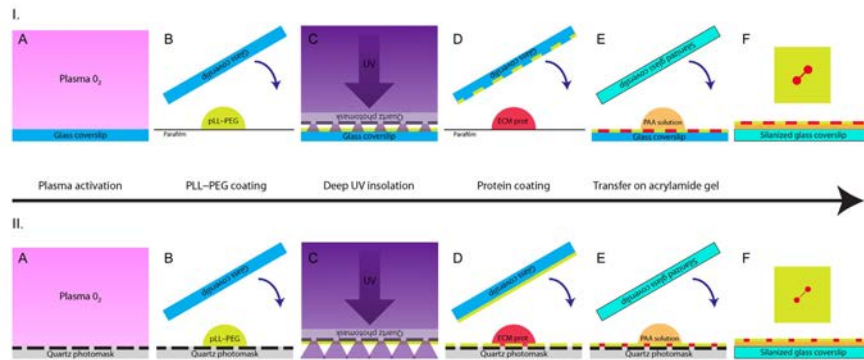 I.
A B C D E F
Plasma 0₂
Glass coverslip
Glass coverslip
pLL-PEG
Parafilm
UV
Quartz photomask
Glass coverslip
Glass coverslip
ECM prot
Parafilm
Silanized glass coverslip
PAA solution
Glass coverslip
Silanized glass coverslip
Plasma activation PLL-PEG coating Deep UV insolation Protein coating Transfer on acrylamide gel
II.
A B C D E F
Plasma 0₂
Quartz photomask
Glass coverslip
pLL-PEG
Quartz photomask
UV
Quartz photomask
Glass coverslip
ECM prot
Quartz photomask
Silanized glass coverslip
PAA solution
Quartz photomask
Silanized glass coverslip